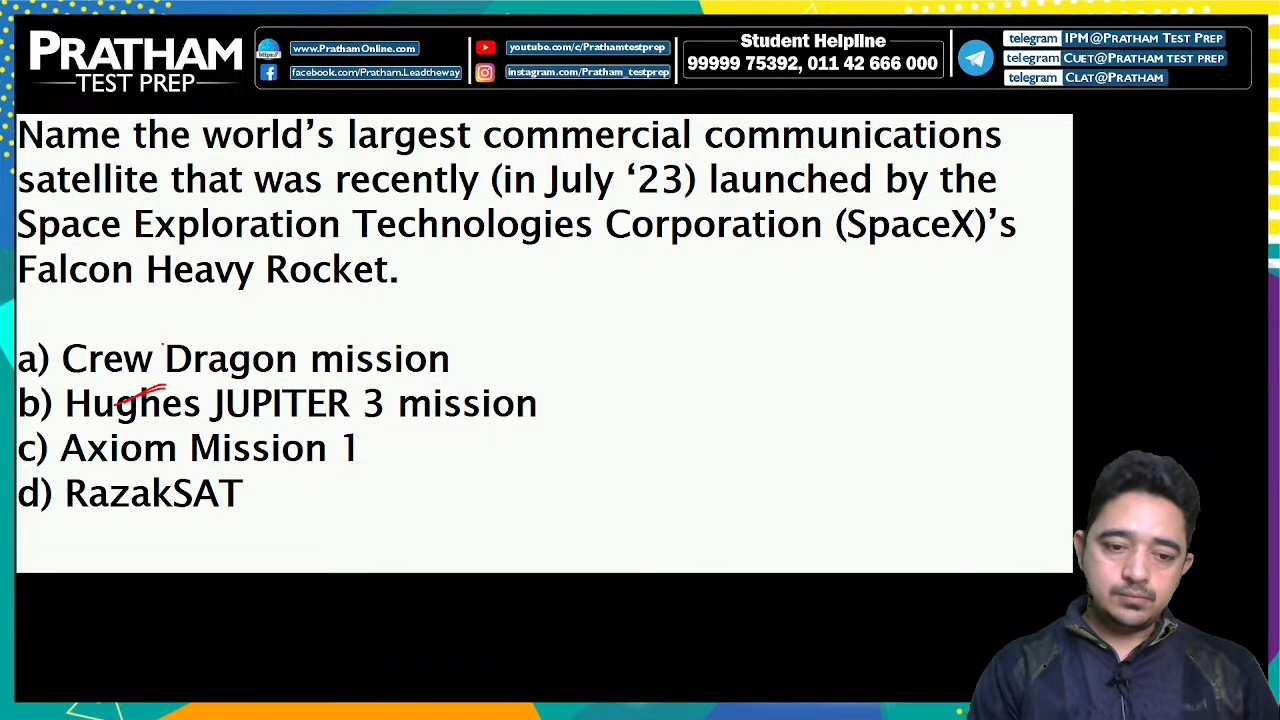 PRATHAM
TEST PREP
https://
www.PrathamOnline.com
facebook.com/Pratham.Leadtheway
youtube.com/c/Prathamtestprep
instagram.com/Pratham_testprep
Student Helpline
99999 75392, 011 42 666 000
telegram IPM@PRATHAM TEST PREP
telegram CUET@PRATHAM TEST PREP
telegram CLAT@PRATHAM
Name the world’s largest commercial communications
satellite that was recently (in July ‘23) launched by the
Space Exploration Technologies Corporation (SpaceX)’s
Falcon Heavy Rocket.
a) Crew Dragon mission
b) Hughes JUPITER 3 mission
c) Axiom Mission 1
d) RazakSAT